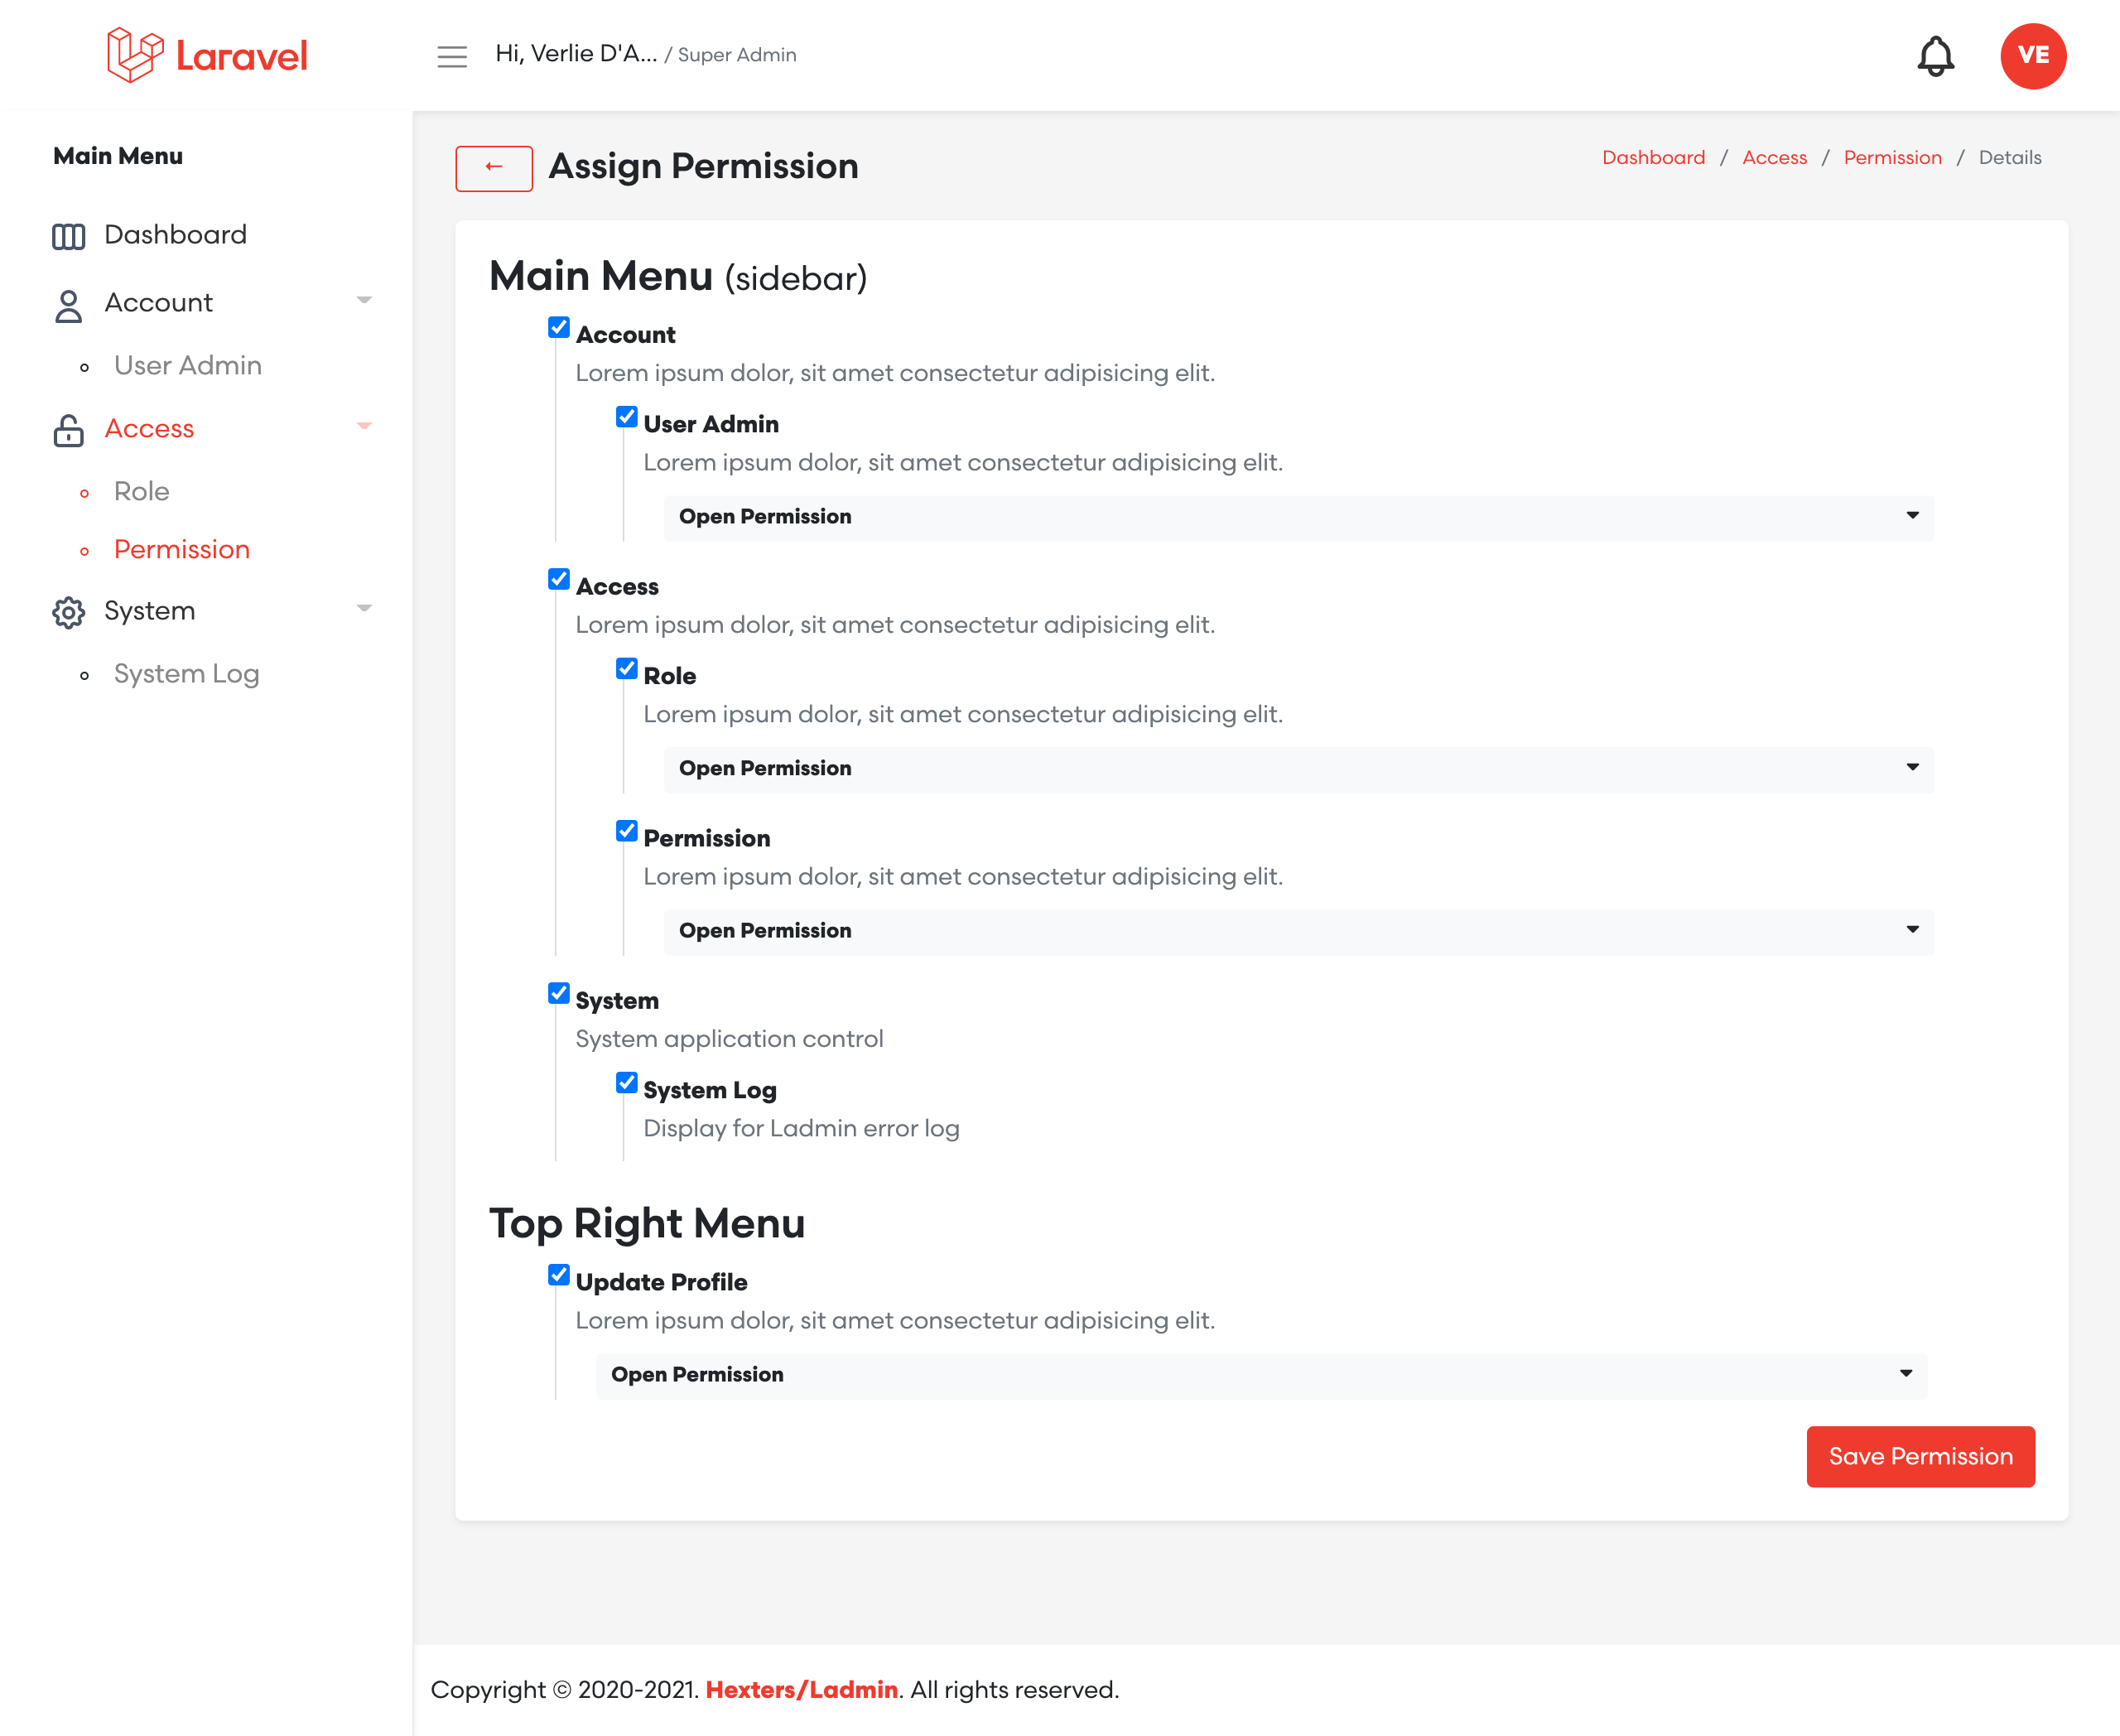 Laravel
Hi, Verlie D'A... / Super Admin
VE
Main Menu
Dashboard
Account
User Admin
Access
Role
Permission
System
System Log
← Assign Permission
Dashboard / Access / Permission / Details
Main Menu (sidebar)
Account
Lorem ipsum dolor, sit amet consectetur adipisicing elit.
User Admin
Lorem ipsum dolor, sit amet consectetur adipisicing elit.
Open Permission
Access
Lorem ipsum dolor, sit amet consectetur adipisicing elit.
Role
Lorem ipsum dolor, sit amet consectetur adipisicing elit.
Open Permission
Permission
Lorem ipsum dolor, sit amet consectetur adipisicing elit.
Open Permission
System
System application control
System Log
Display for Ladmin error log
Top Right Menu
Update Profile
Lorem ipsum dolor, sit amet consectetur adipisicing elit.
Open Permission
Save Permission
Copyright © 2020-2021. Hexters/Ladmin. All rights reserved.